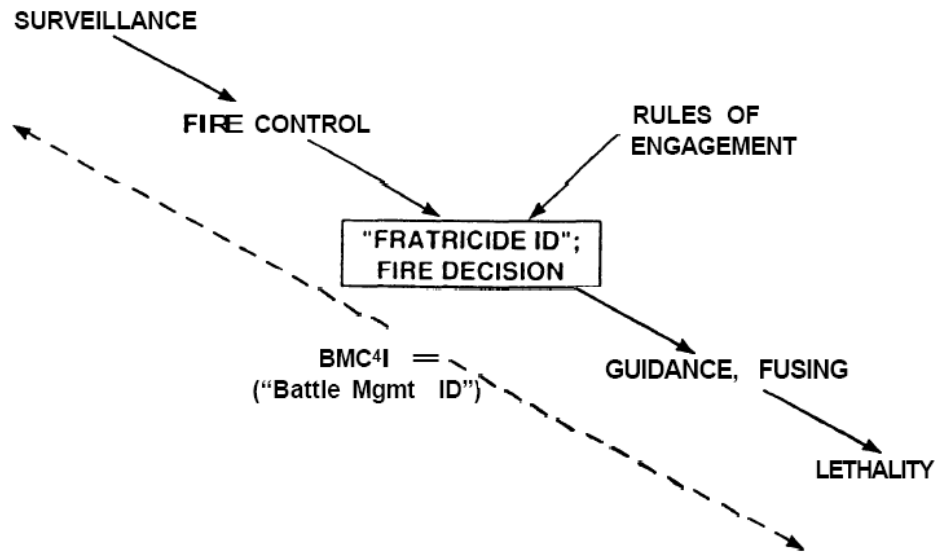 SURVEILLANCE
FIRE CONTROL
RULES OF
ENGAGEMENT
"FRATRICIDE ID";
FIRE DECISION
BMC⁴I
(“Battle Mgmt ID”)
GUIDANCE, FUSING
LETHALITY